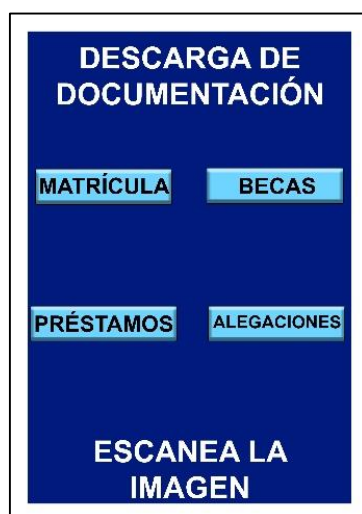 DESCARGA DE
DOCUMENTACIÓN
MATRÍCULA
BECAS
PRÉSTAMOS
ALEGACIONES
ESCANEA LA
IMAGEN